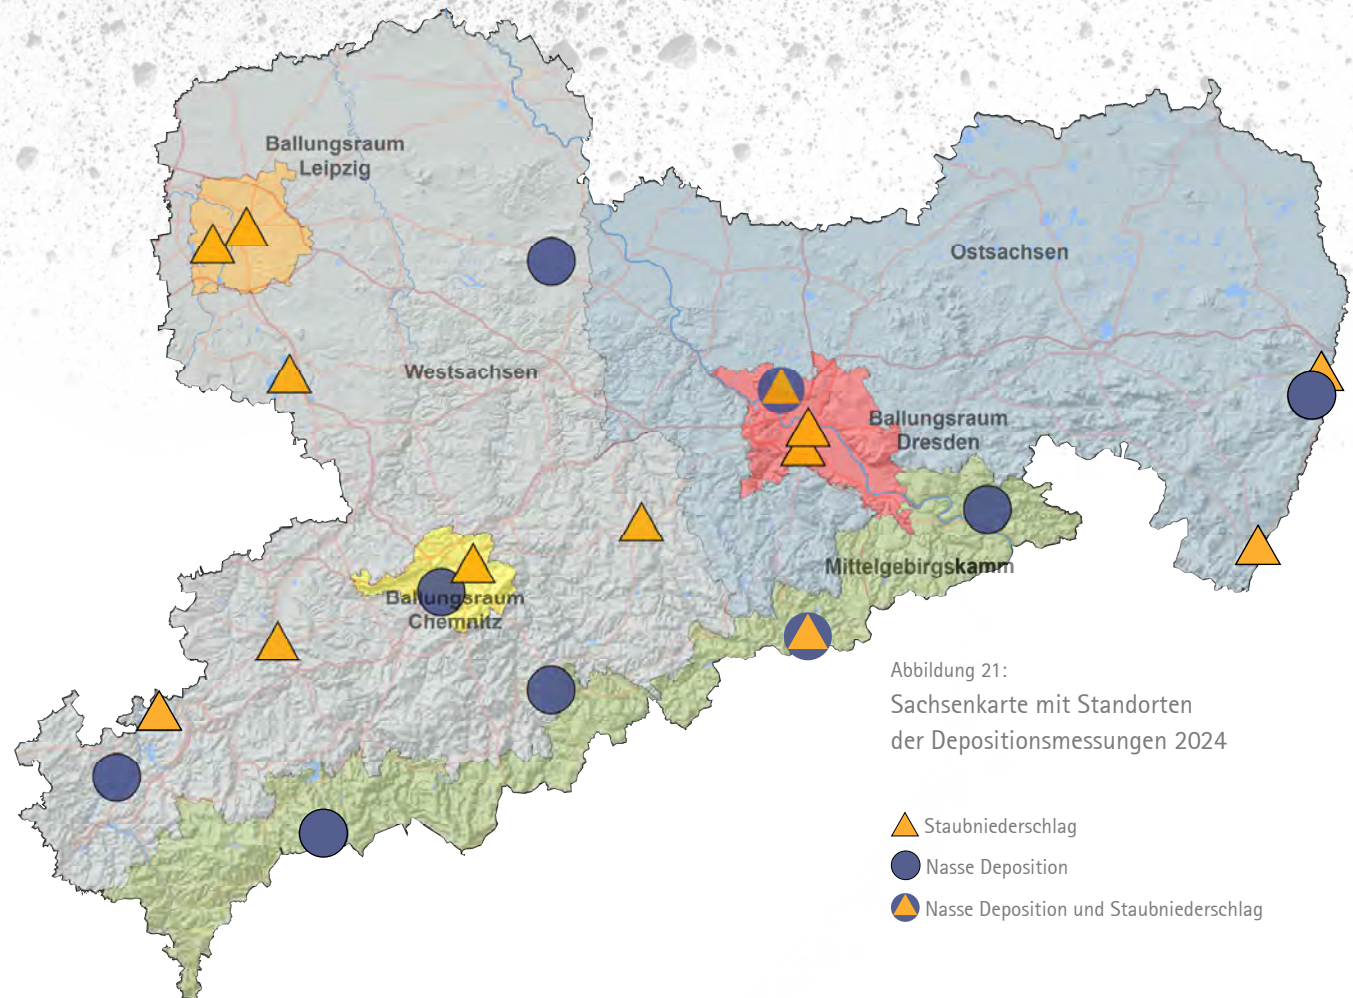 Ballungsraum
Leipzig
Ostsachsen
Westsachsen
Ballungsraum
Dresden
Mittelgebirgskamm
Ballungsraum
Chemnitz
Abbildung 21:
Sachsenkarte mit Standorten
der Depositionsmessungen 2024
Staubniederschlag
Nasse Deposition
Nasse Deposition und Staubniederschlag